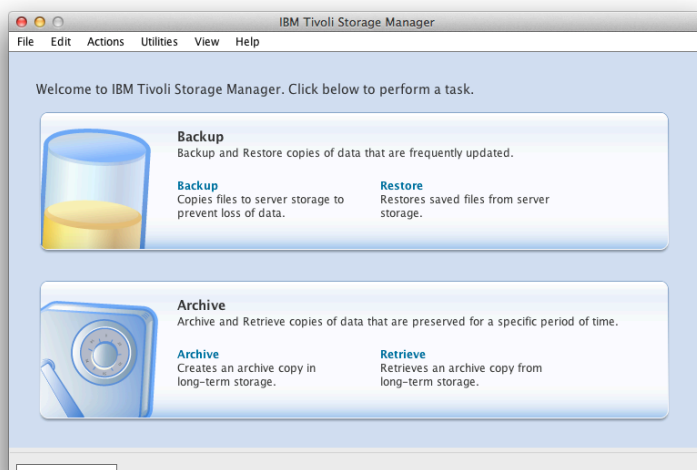 IBM Tivoli Storage Manager
File Edit Actions Utilities View Help
Welcome to IBM Tivoli Storage Manager. Click below to perform a task.
Backup
Backup and Restore copies of data that are frequently updated.
Backup
Copies files to server storage to
prevent loss of data.
Restore
Restores saved files from server
storage.
Archive
Archive and Retrieve copies of data that are preserved for a specific period of time.
Archive
Creates an archive copy in
long-term storage.
Retrieve
Retrieves an archive copy from
long-term storage.